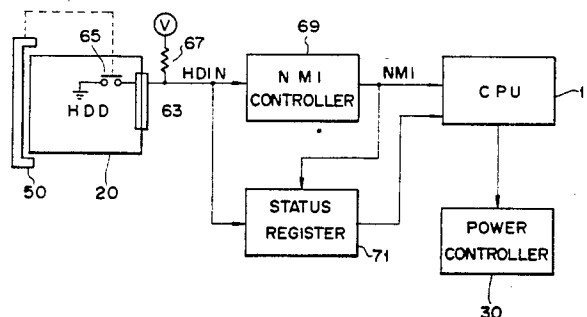 V
65
67
69
HDIN
N M I
CONTROLLER
NMI
C P U
1
HDD
63
50
20
STATUS
REGISTER
71
POWER
CONTROLLER
30